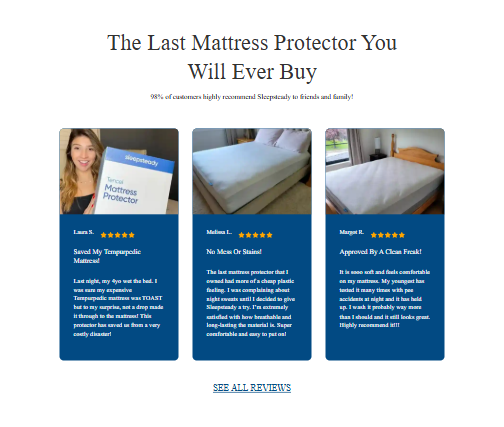 The Last Mattress Protector You
Will Ever Buy
98% of customers highly recommend Sleepsteady to friends and family!
sleepsteady
Tencel
Mattress
Protector
Laura S.
Saved My Tempurpedic
Mattress!
Last night, my 4yo wet the bed. I
was sure my expensive
Tempurpedic mattress was TOAST
but to my surprise, not a drop made
it through to the mattress! This
protector has saved us from a very
costly disaster!
Melissa L.
No Mess Or Stains!
The last mattress protector that I
owned had more of a cheap plastic
feeling. I was complaining about
night sweats until I decided to give
Sleepsteady a try. I'm extremely
satisfied with how breathable and
long-lasting the material is. Super
comfortable and easy to put on!
Margot R.
Approved By A Clean Freak!
It is sooo soft and feels comfortable
on my mattress. My youngest has
tested it many times with pee
accidents at night and it has held
up. I wash it probably way more
than I should and it still looks great.
Highly recommend it!!!
SEE ALL REVIEWS